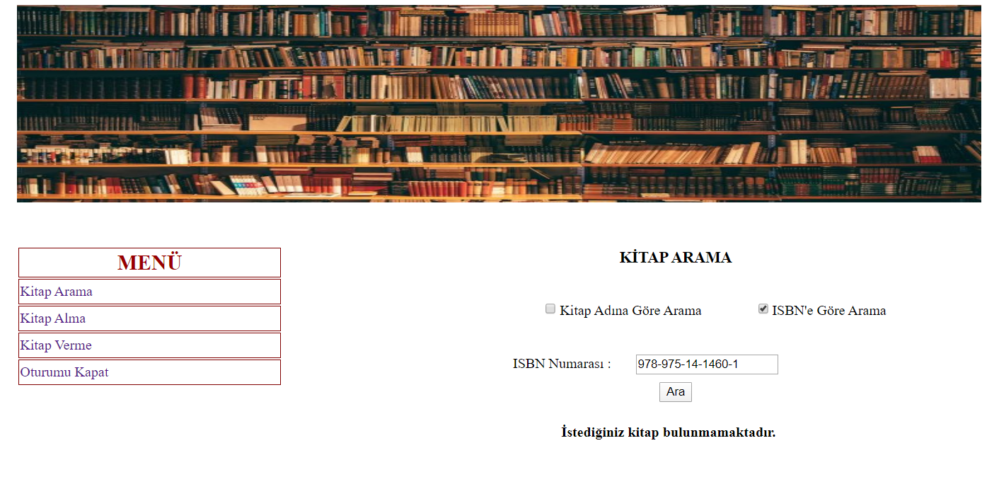 MENÜ
Kitap Arama
Kitap Alma
Kitap Verme
Oturumu Kapat
KİTAP ARAMA
Kitap Adına Göre Arama ISBN'e Göre Arama
ISBN Numarası : 978-975-14-1460-1
Ara
İstediğiniz kitap bulunmamaktadır.